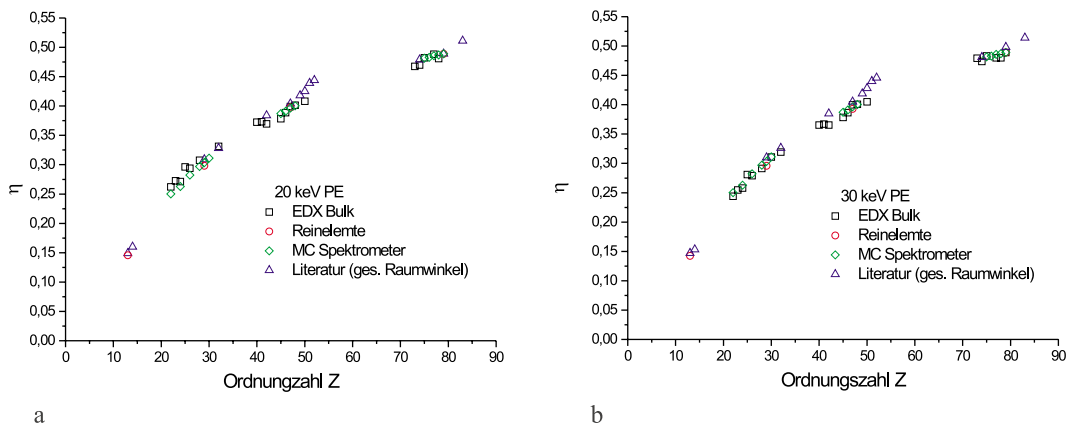 0,55
0,50
0,45
0,40
0,35
0,30
0,25
0,20
0,15
0,10
0,05
0,00
η
20 keV PE
EDX Bulk
Reinelemte
MC Spektrometer
Literatur (ges. Raumwinkel)
0 10 20 30 40 50 60 70 80 90
Ordnungzahl Z
a
0,55
0,50
0,45
0,40
0,35
0,30
0,25
0,20
0,15
0,10
0,05
0,00
η
30 keV PE
EDX Bulk
Reinelemte
MC Spektrometer
Literatur (ges. Raumwinkel)
0 10 20 30 40 50 60 70 80 90
Ordnungszahl Z
b